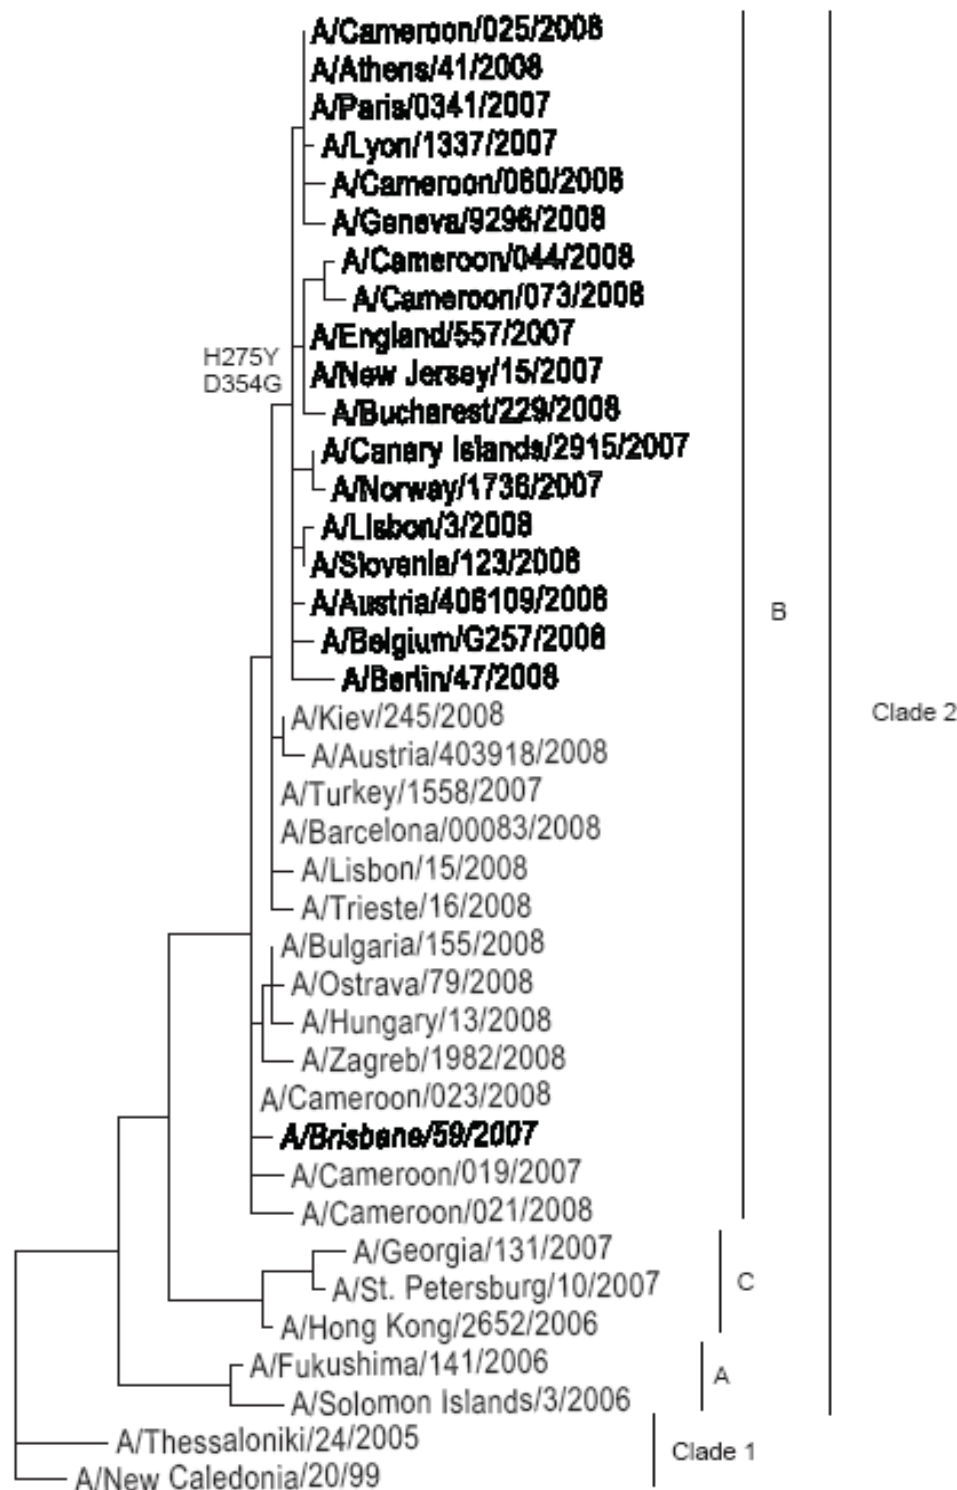 A/Cameroon/025/2008
A/Athens/41/2008
A/Paris/0341/2007
A/Lyon/1337/2007
A/Cameroon/060/2008
A/Geneva/9296/2008
A/Cameroon/044/2008
A/Cameroon/073/2008
A/England/557/2007
H275Y
D354G
A/New Jersey/15/2007
A/Bucharest/229/2008
A/Canary Islands/2915/2007
A/Norway/1736/2007
A/Lisbon/3/2008
A/Slovenia/123/2008
A/Austria/406109/2008
B
A/Belgium/G257/2008
A/Berlin/47/2008
A/Kiev/245/2008
Clade 2
A/Austria/403918/2008
A/Turkey/1558/2007
A/Barcelona/00083/2008
A/Lisbon/15/2008
A/Trieste/16/2008
A/Bulgaria/155/2008
A/Ostrava/79/2008
A/Hungary/13/2008
A/Zagreb/1982/2008
A/Cameroon/023/2008
A/Brisbane/59/2007
A/Cameroon/019/2007
A/Cameroon/021/2008
A/Georgia/131/2007
A/St. Petersburg/10/2007
C
A/Hong Kong/2652/2006
A/Fukushima/141/2006
A
A/Solomon Islands/3/2006
A/Thessaloniki/24/2005
Clade 1
A/New Caledonia/20/99